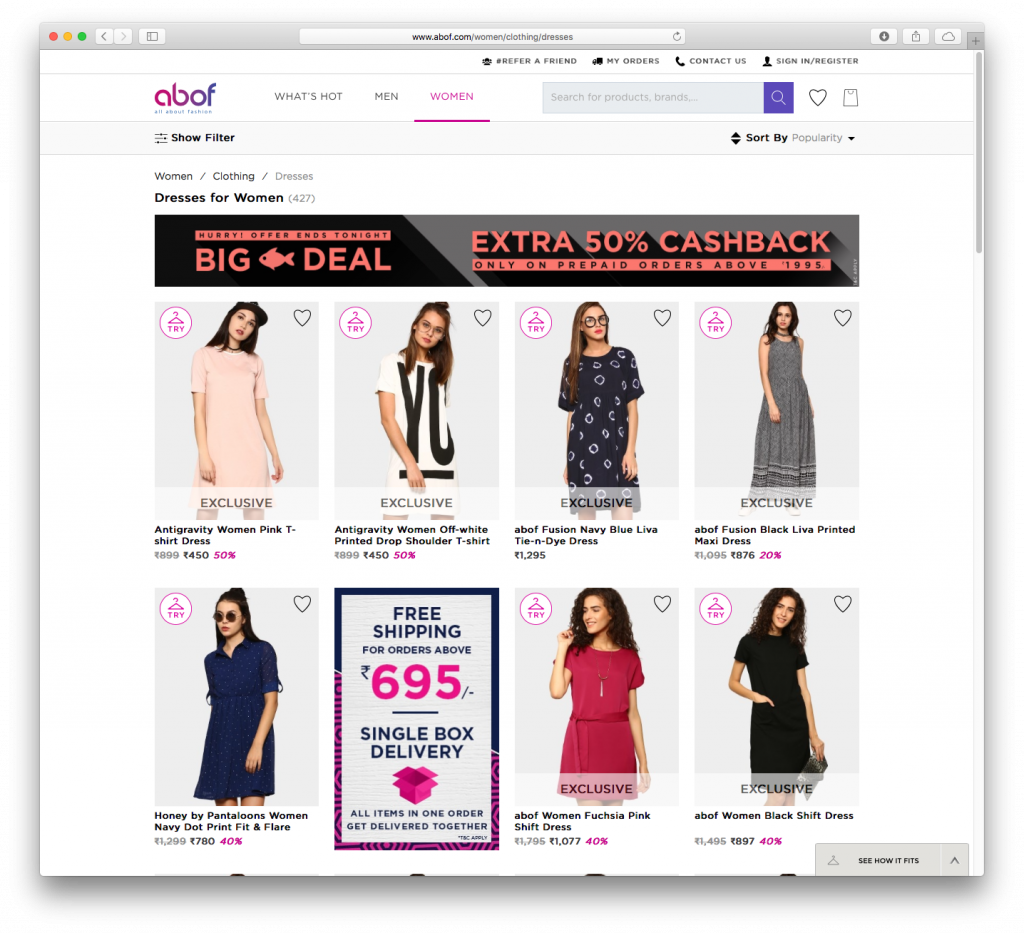 www.abof.com/women/clothing/dresses
#REFER A FRIEND MY ORDERS CONTACT US SIGN IN/REGISTER
abof
all about fashion
WHAT'S HOT MEN WOMEN
Search for products, brands,...
Show Filter
Sort By Popularity
Women / Clothing / Dresses
Dresses for Women (427)
HURRY! OFFER ENDS TONIGHT
BIG DEAL
EXTRA 50% CASHBACK
ONLY ON PREPAID ORDERS ABOVE ₹1995.
T&C APPLY
TRY
EXCLUSIVE
Antigravity Women Pink T-
shirt Dress
₹899 ₹450 50%
TRY
YO
EXCLUSIVE
Antigravity Women Off-white
Printed Drop Shoulder T-shirt
₹899 ₹450 50%
TRY
EXCLUSIVE
abof Fusion Navy Blue Liva
Tie-n-Dye Dress
₹1,295
TRY
EXCLUSIVE
abof Fusion Black Liva Printed
Maxi Dress
₹1,095 ₹876 20%
TRY
Honey by Pantaloons Women
Navy Dot Print Fit & Flare
₹1,299 ₹780 40%
FREE
SHIPPING
FOR ORDERS ABOVE
₹695/-
SINGLE BOX
DELIVERY
ALL ITEMS IN ONE ORDER
GET DELIVERED TOGETHER
*T&C APPLY
TRY
EXCLUSIVE
abof Women Fuchsia Pink
Shift Dress
₹1,795 ₹1,077 40%
TRY
EXCLUSIVE
abof Women Black Shift Dress
₹1,495 ₹897 40%
SEE HOW IT FITS